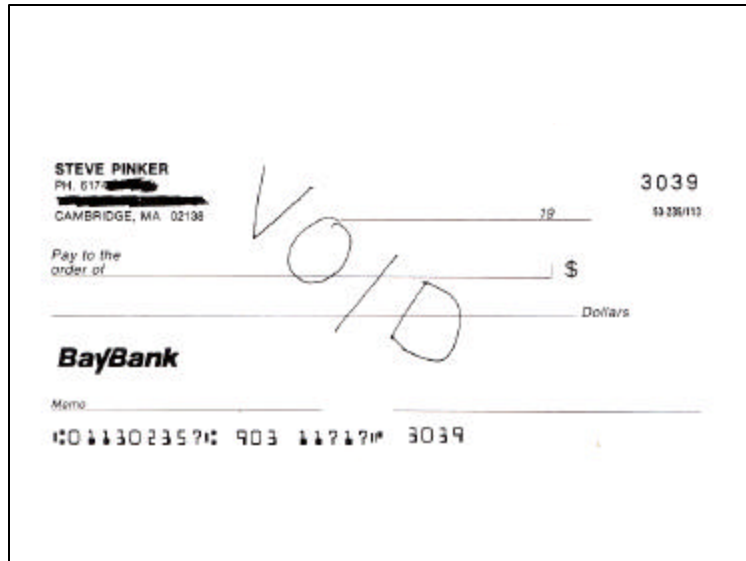 STEVE PINKER
PH. 617
CAMBRIDGE, MA 02138
3039
53-235/113
VOID
19
Pay to the
order of
$
Dollars
BayBank
Memo
⑆011302357⑆ 903 11717⑈ 3039